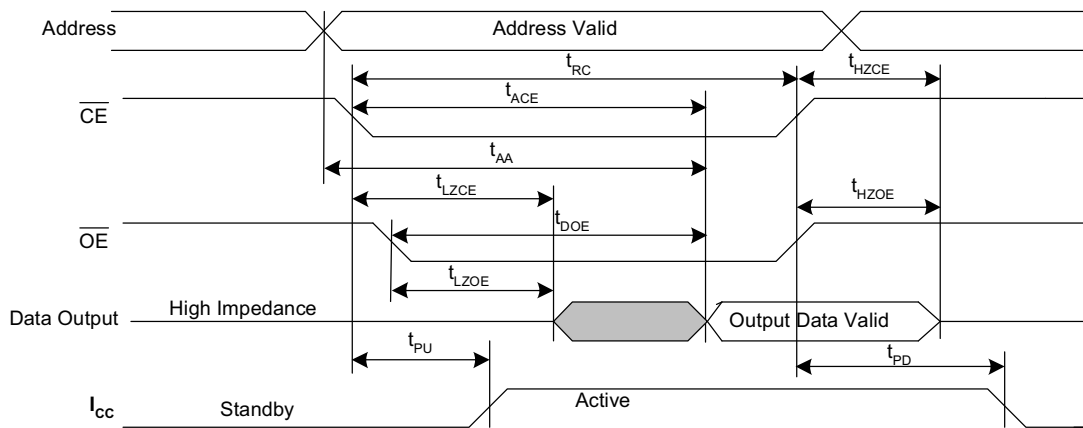 Address
Address Valid
tRC
tHZCE
tACE
CE
tAA
tLZCE
tHZOE
OE
tDOE
tLZOE
Data Output
High Impedance
Output Data Valid
tPU
tPD
ICC
Standby
Active